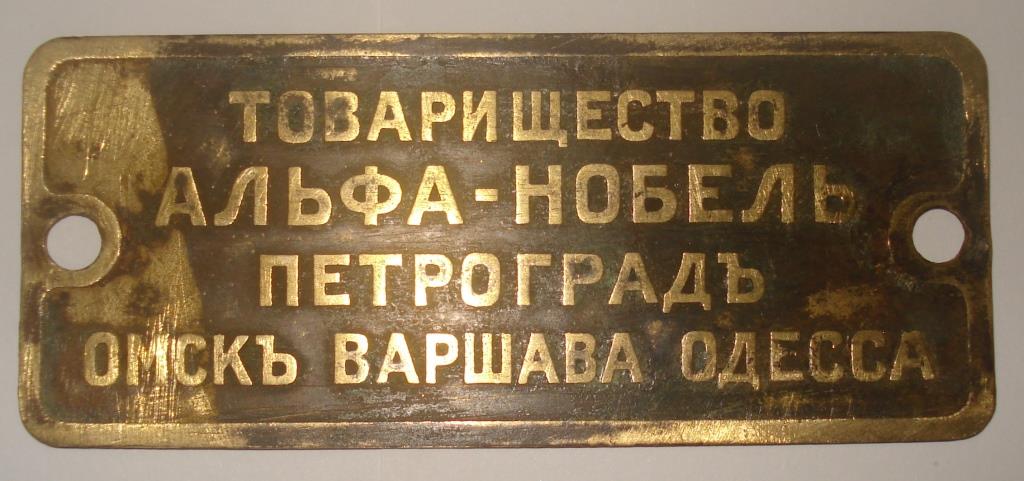 ТОВАРИЩЕСТВО
АЛЬФА-НОБЕЛЬ
ПЕТРОГРАДЪ
ОМСКЪ ВАРШАВА ОДЕССА